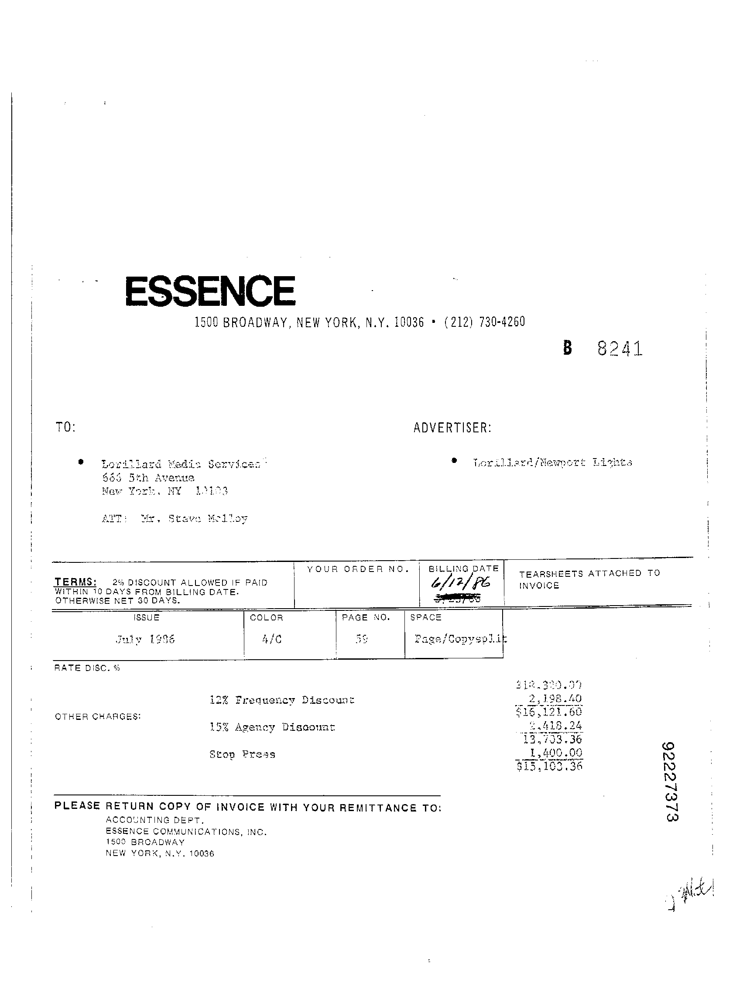 ESSENCE
1500 BROADWAY, NEW YORK, N.Y. 10036 • (212) 730-4260
B 8241
TO:
ADVERTISER:
• Lorillard Media Services
666 5th Avenue
New York, NY 10103
ATT: Mr. Steve Molloy
• Lorillard/Newport Lights
TERMS: 2% DISCOUNT ALLOWED IF PAID
WITHIN 10 DAYS FROM BILLING DATE.
OTHERWISE NET 30 DAYS.
YOUR ORDER NO.
BILLING DATE
6/12/86
TEARSHEETS ATTACHED TO
INVOICE
ISSUE COLOR PAGE NO. SPACE
July 1986 4/C 59 Page/Copysplit
RATE DISC. %
$18,320.00
12% Frequency Discount 2,198.40
$16,121.60
OTHER CHARGES:
15% Agency Discount 2,418.24
13,703.36
Stop Press 1,400.00
$15,103.36
92227373
PLEASE RETURN COPY OF INVOICE WITH YOUR REMITTANCE TO:
ACCOUNTING DEPT.
ESSENCE COMMUNICATIONS, INC.
1500 BROADWAY
NEW YORK, N.Y. 10036